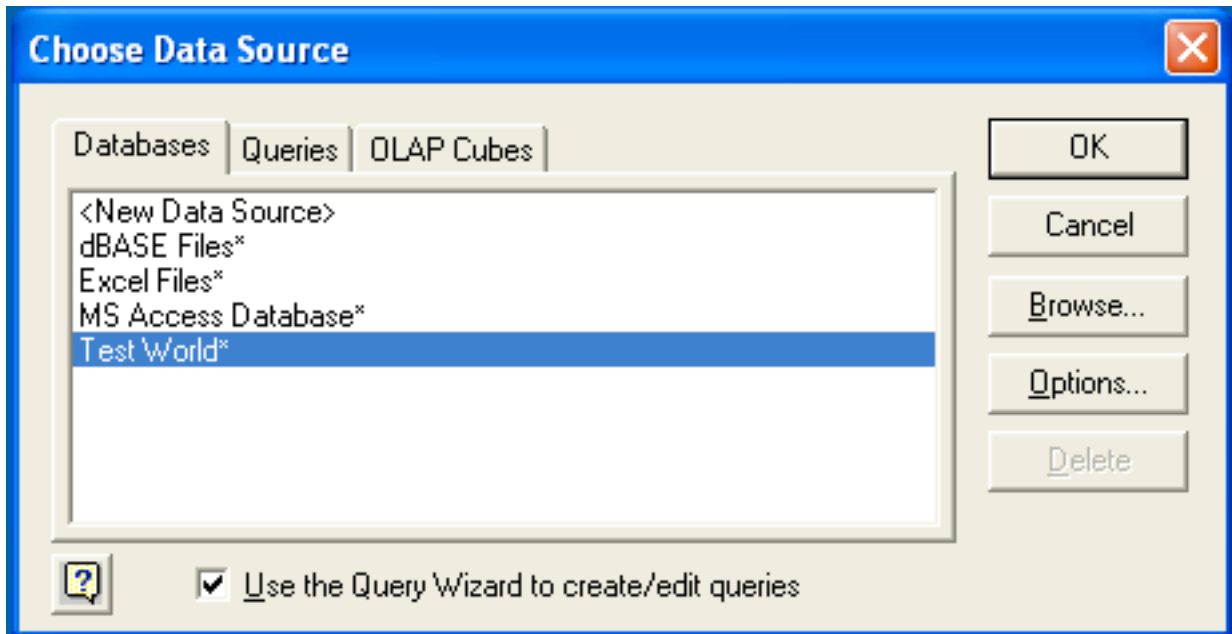 Choose Data Source
Databases Queries OLAP Cubes
<New Data Source>
dBASE Files*
Excel Files*
MS Access Database*
Test World*
OK
Cancel
Browse...
Options...
Delete
? Use the Query Wizard to create/edit queries